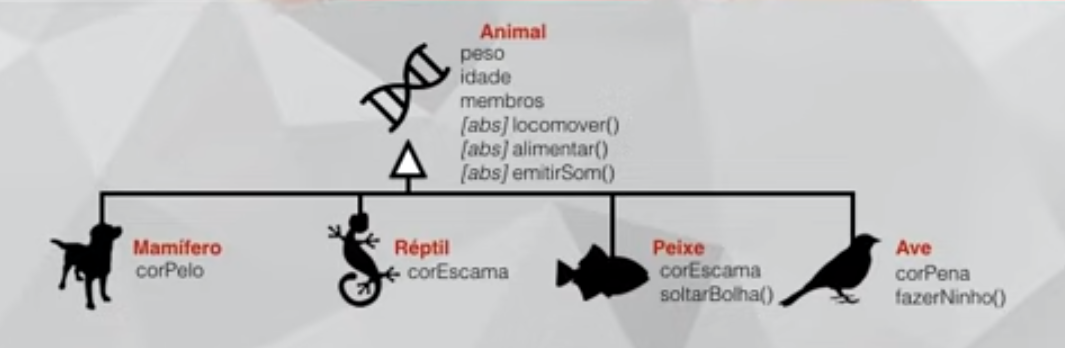 Animal
peso
idade
membros
[abs] locomover()
[abs] alimentar()
[abs] emitirSom()
Mamífero
corPelo
Réptil
corEscama
Peixe
corEscama
soltarBolha()
Ave
corPena
fazerNinho()